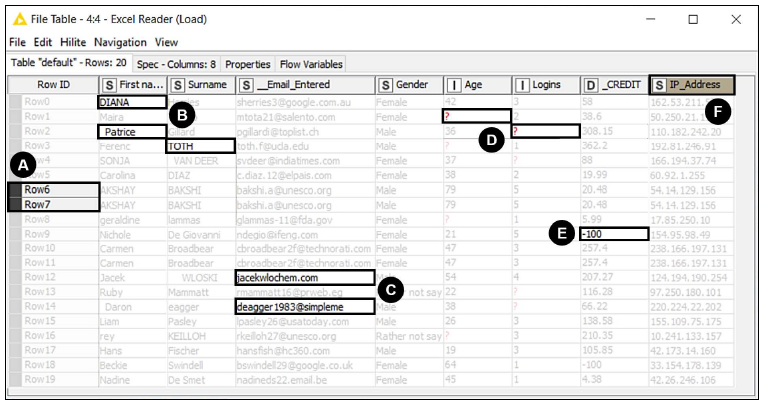 File Table - 4:4 - Excel Reader (Load)
File Edit Hilite Navigation View
Table "default" - Rows: 20 Spec - Columns: 8 Properties Flow Variables
Row ID S First na... S Surname S __Email_Entered S Gender I Age I Logins D _CREDIT S IP_Address
Row0 DIANA sherries3@google.com.au Female 42 3 58 162.53.211.
Row1 Maira B mtota21@salento.com Female ? 2 38.6 50.250.21. F
Row2 Patrice Gillard pgillardi@toplist.ch Male 36 ? 308.15 110.182.242.20
Row3 Ferenc TOTH toth.f@ucla.edu Male ? D 1 362.2 192.81.246.91
A Row4 SONJA VAN DEER svdeer@indiatimes.com Female 37 ? 88 166.194.37.74
Row5 Carolina DIAZ c.diaz.12@elpais.com Female 38 2 19.99 60.92.1.255
Row6 AKSHAY BAKSHI bakshi.a@unesco.org Male 79 5 20.48 54.14.129.156
Row7 AKSHAY BAKSHI bakshi.a@unesco.org Male 79 5 20.48 54.14.129.156
Row8 geraldine lammas glammas-11@fda.gov Female ? 1 5.99 17.85.250.10
Row9 Nichole De Giovanni ndegio@ifeng.com Female 21 5 E -100 154.95.98.49
Row10 Carmen Broadbear cbroadbear2f@technorati.com Female 47 3 257.4 238.166.197.131
Row11 Carmen Broadbear cbroadbear2f@technorati.com Female 47 3 257.4 238.166.197.131
Row12 Jacek WLOSKI jacekwlochem.com 54 4 207.27 124.194.190.254
Row13 Ruby Mammatt rmammatt16@prweb.eg C not say 22 ? 116.28 97.250.180.101
Row14 Daron eagger deagger1983@simpleme Male 38 ? 66.22 220.224.22.202
Row15 Liam Pasley lpasley26@usatoday.com Male 26 3 138.58 155.109.75.175
Row16 rey KEILLOH rkeilloh27@unesco.org Rather not say ? 3 210.35 10.241.133.157
Row17 Hans Fischer hansfish@hc360.com Male 19 3 105.85 42.173.14.160
Row18 Beckie Swindell bswindell29@google.co.uk Female 64 1 -100 33.154.178.139
Row19 Nadine De Smet nadineds22.email.be Female 45 1 4.38 42.26.246.106